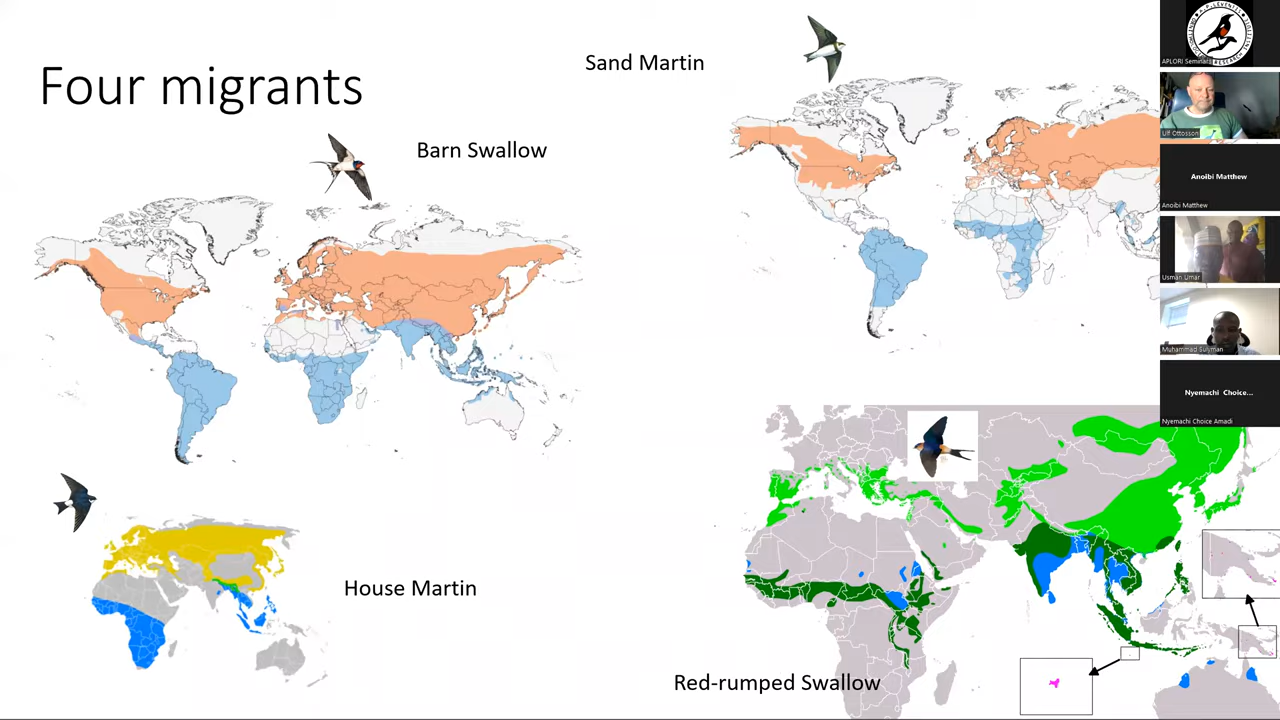 Four migrants
Sand Martin
Barn Swallow
House Martin
Red-rumped Swallow
APLORI Seminars
Ulf Ottosson
Anoibi Matthew
Anoibi Matthew
Usman Umar
Muhammad Sulyman
Nyemachi Choice...
Nyemachi Choice Amadi